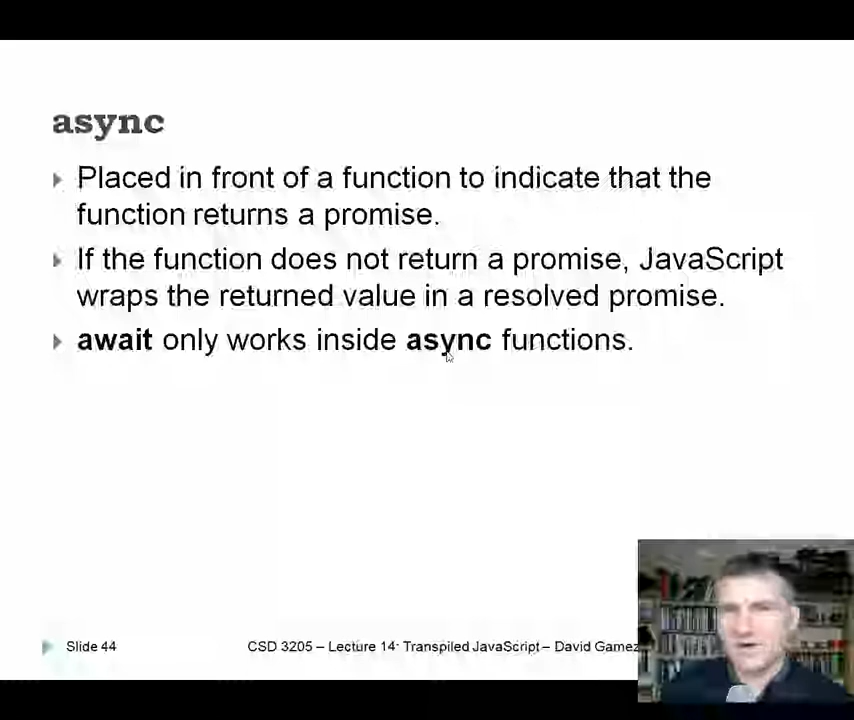 async
Placed in front of a function to indicate that the
function returns a promise.
If the function does not return a promise, JavaScript
wraps the returned value in a resolved promise.
await only works inside async functions.
Slide 44
CSD 3205 – Lecture 14: Transpiled JavaScript – David Gamez